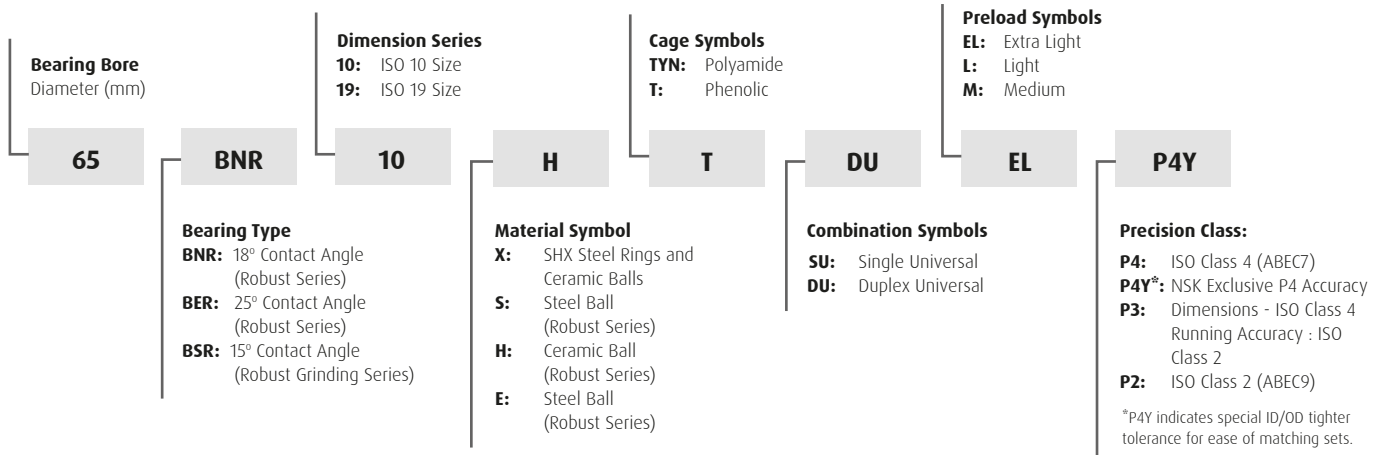 Bearing Bore
Diameter (mm)
Dimension Series
10: ISO 10 Size
19: ISO 19 Size
Cage Symbols
TYN: Polyamide
T: Phenolic
Preload Symbols
EL: Extra Light
L: Light
M: Medium
65
BNR
10
H
T
DU
EL
P4Y
Bearing Type
BNR: 18º Contact Angle
(Robust Series)
BER: 25º Contact Angle
(Robust Series)
BSR: 15º Contact Angle
(Robust Grinding Series)
Material Symbol
X: SHX Steel Rings and
Ceramic Balls
S: Steel Ball
(Robust Series)
H: Ceramic Ball
(Robust Series)
E: Steel Ball
(Robust Series)
Combination Symbols
SU: Single Universal
DU: Duplex Universal
Precision Class:
P4: ISO Class 4 (ABEC7)
P4Y*: NSK Exclusive P4 Accuracy
P3: Dimensions - ISO Class 4
Running Accuracy : ISO
Class 2
P2: ISO Class 2 (ABEC9)
*P4Y indicates special ID/OD tighter
tolerance for ease of matching sets.